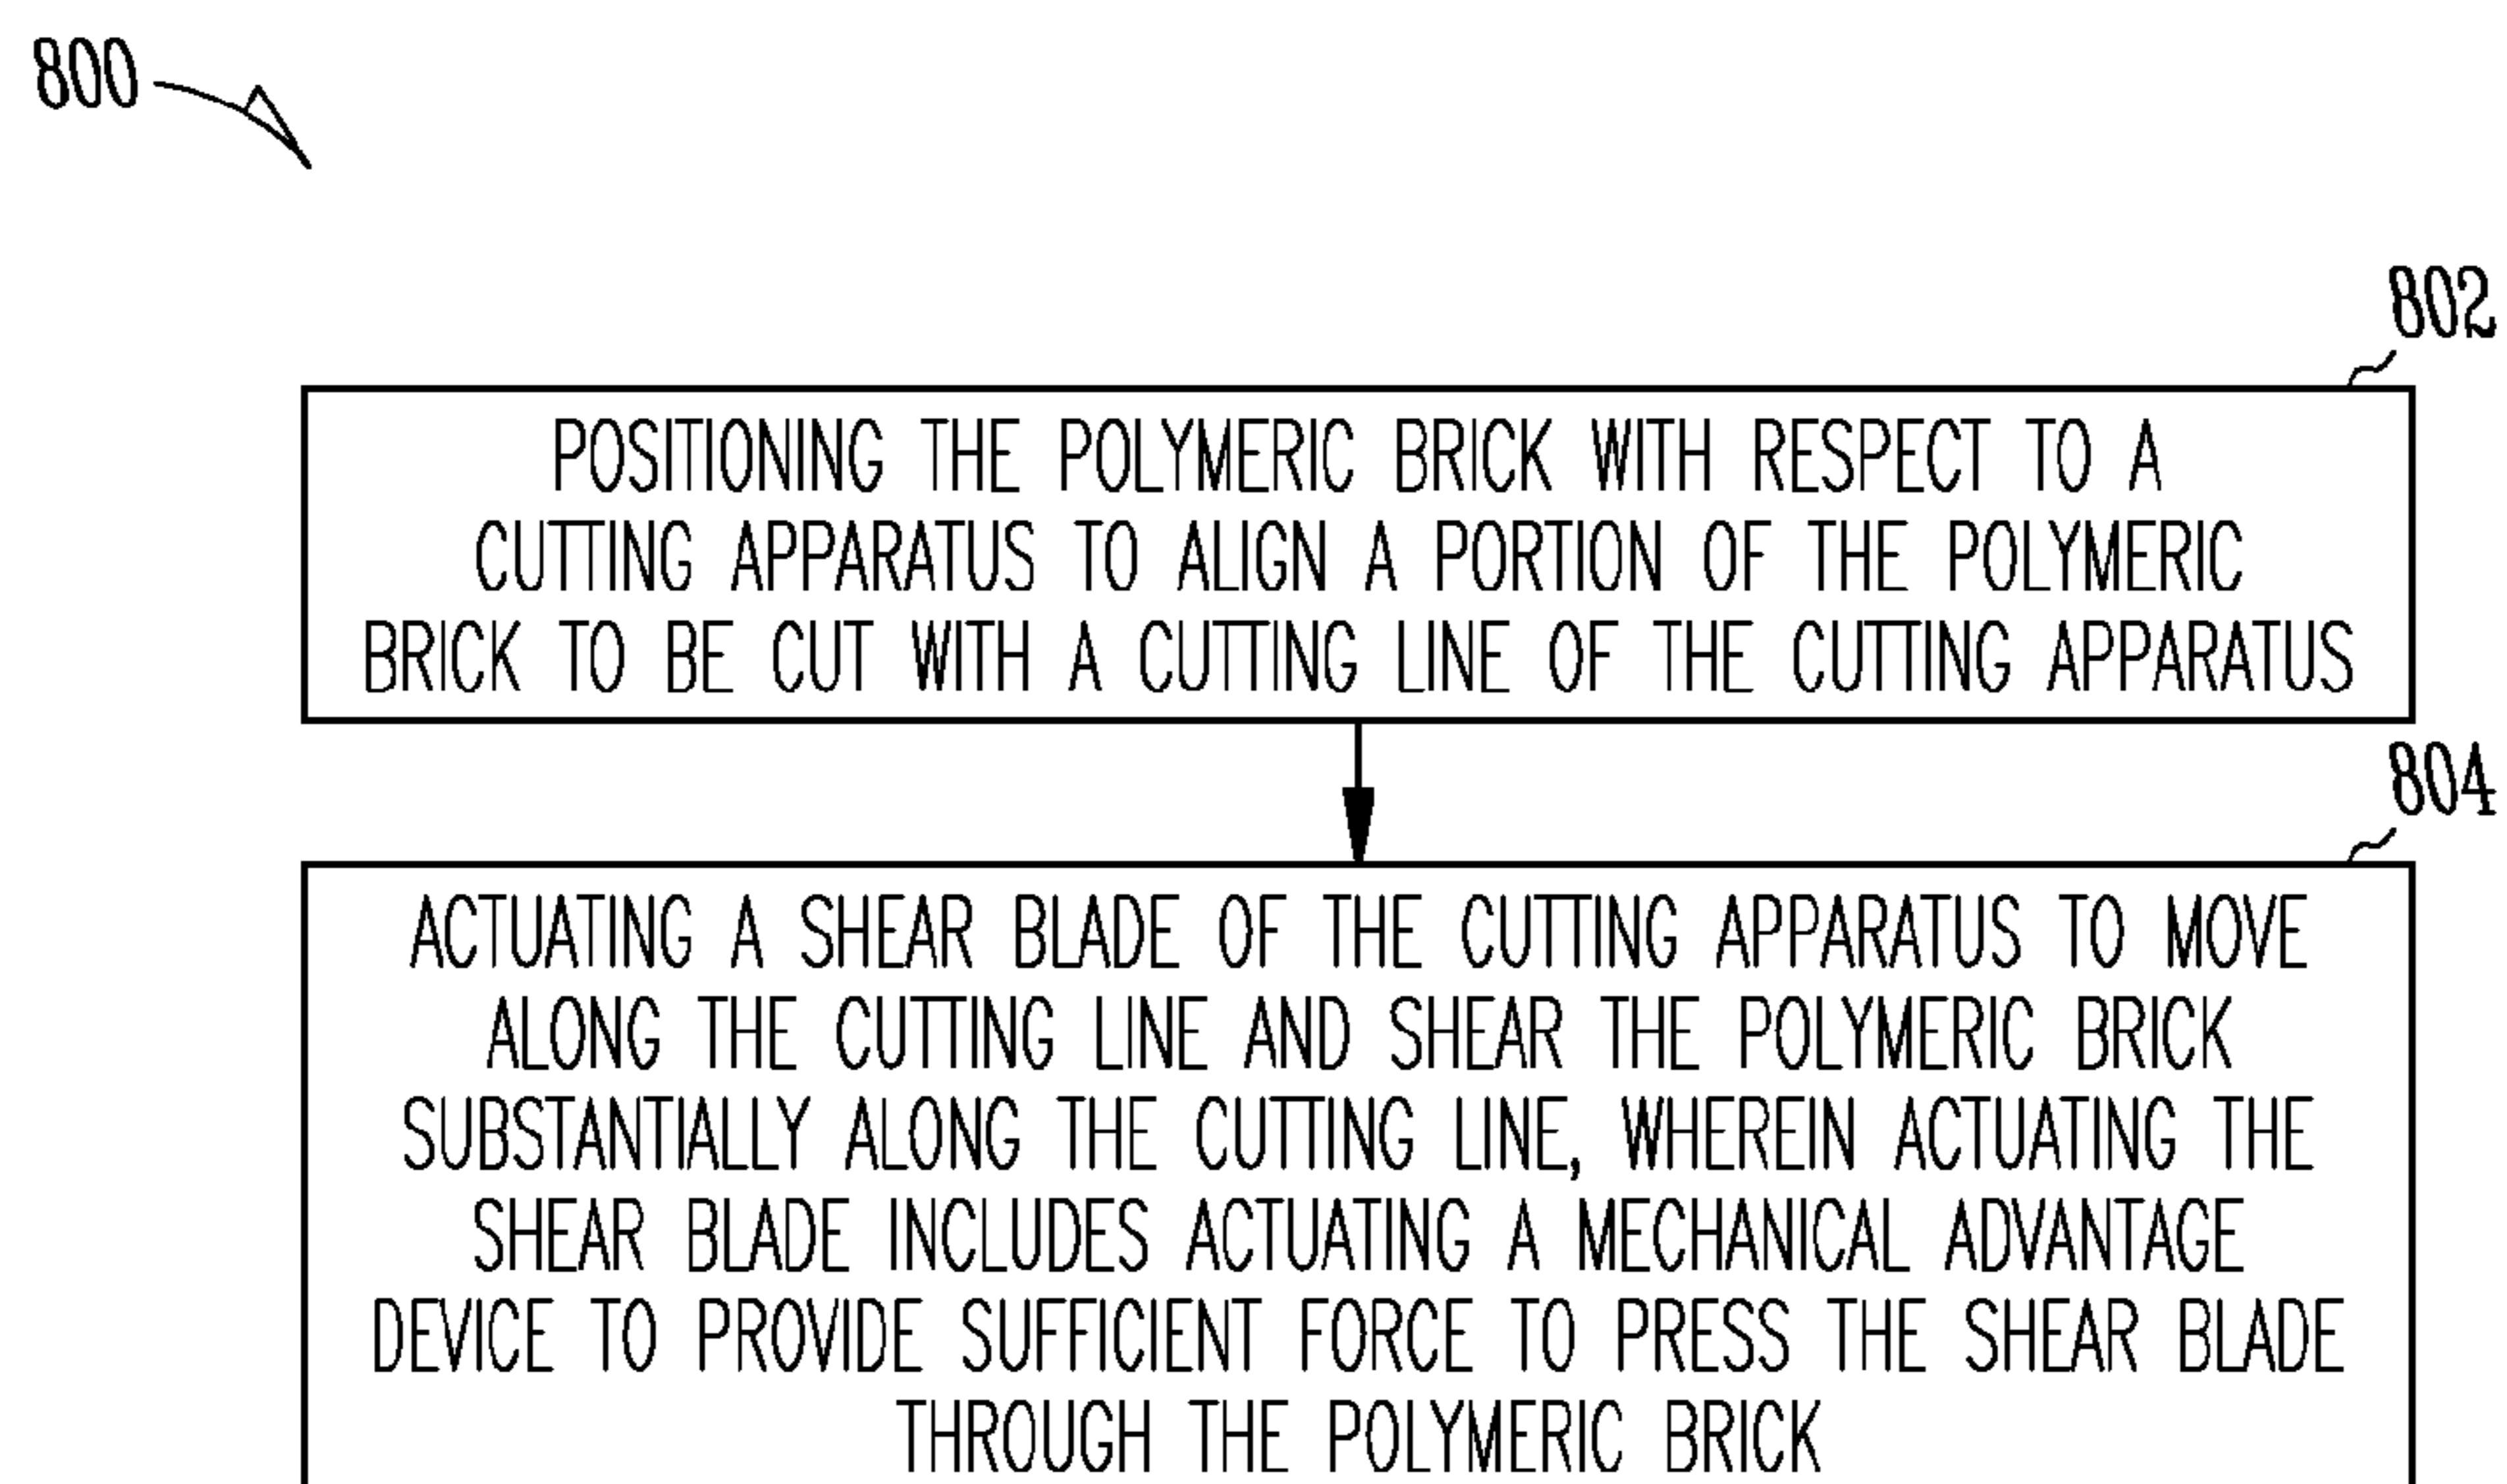 800
802
POSITIONING THE POLYMERIC BRICK WITH RESPECT TO A
CUTTING APPARATUS TO ALIGN A PORTION OF THE POLYMERIC
BRICK TO BE CUT WITH A CUTTING LINE OF THE CUTTING APPARATUS
804
ACTUATING A SHEAR BLADE OF THE CUTTING APPARATUS TO MOVE
ALONG THE CUTTING LINE AND SHEAR THE POLYMERIC BRICK
SUBSTANTIALLY ALONG THE CUTTING LINE, WHEREIN ACTUATING THE
SHEAR BLADE INCLUDES ACTUATING A MECHANICAL ADVANTAGE
DEVICE TO PROVIDE SUFFICIENT FORCE TO PRESS THE SHEAR BLADE
THROUGH THE POLYMERIC BRICK